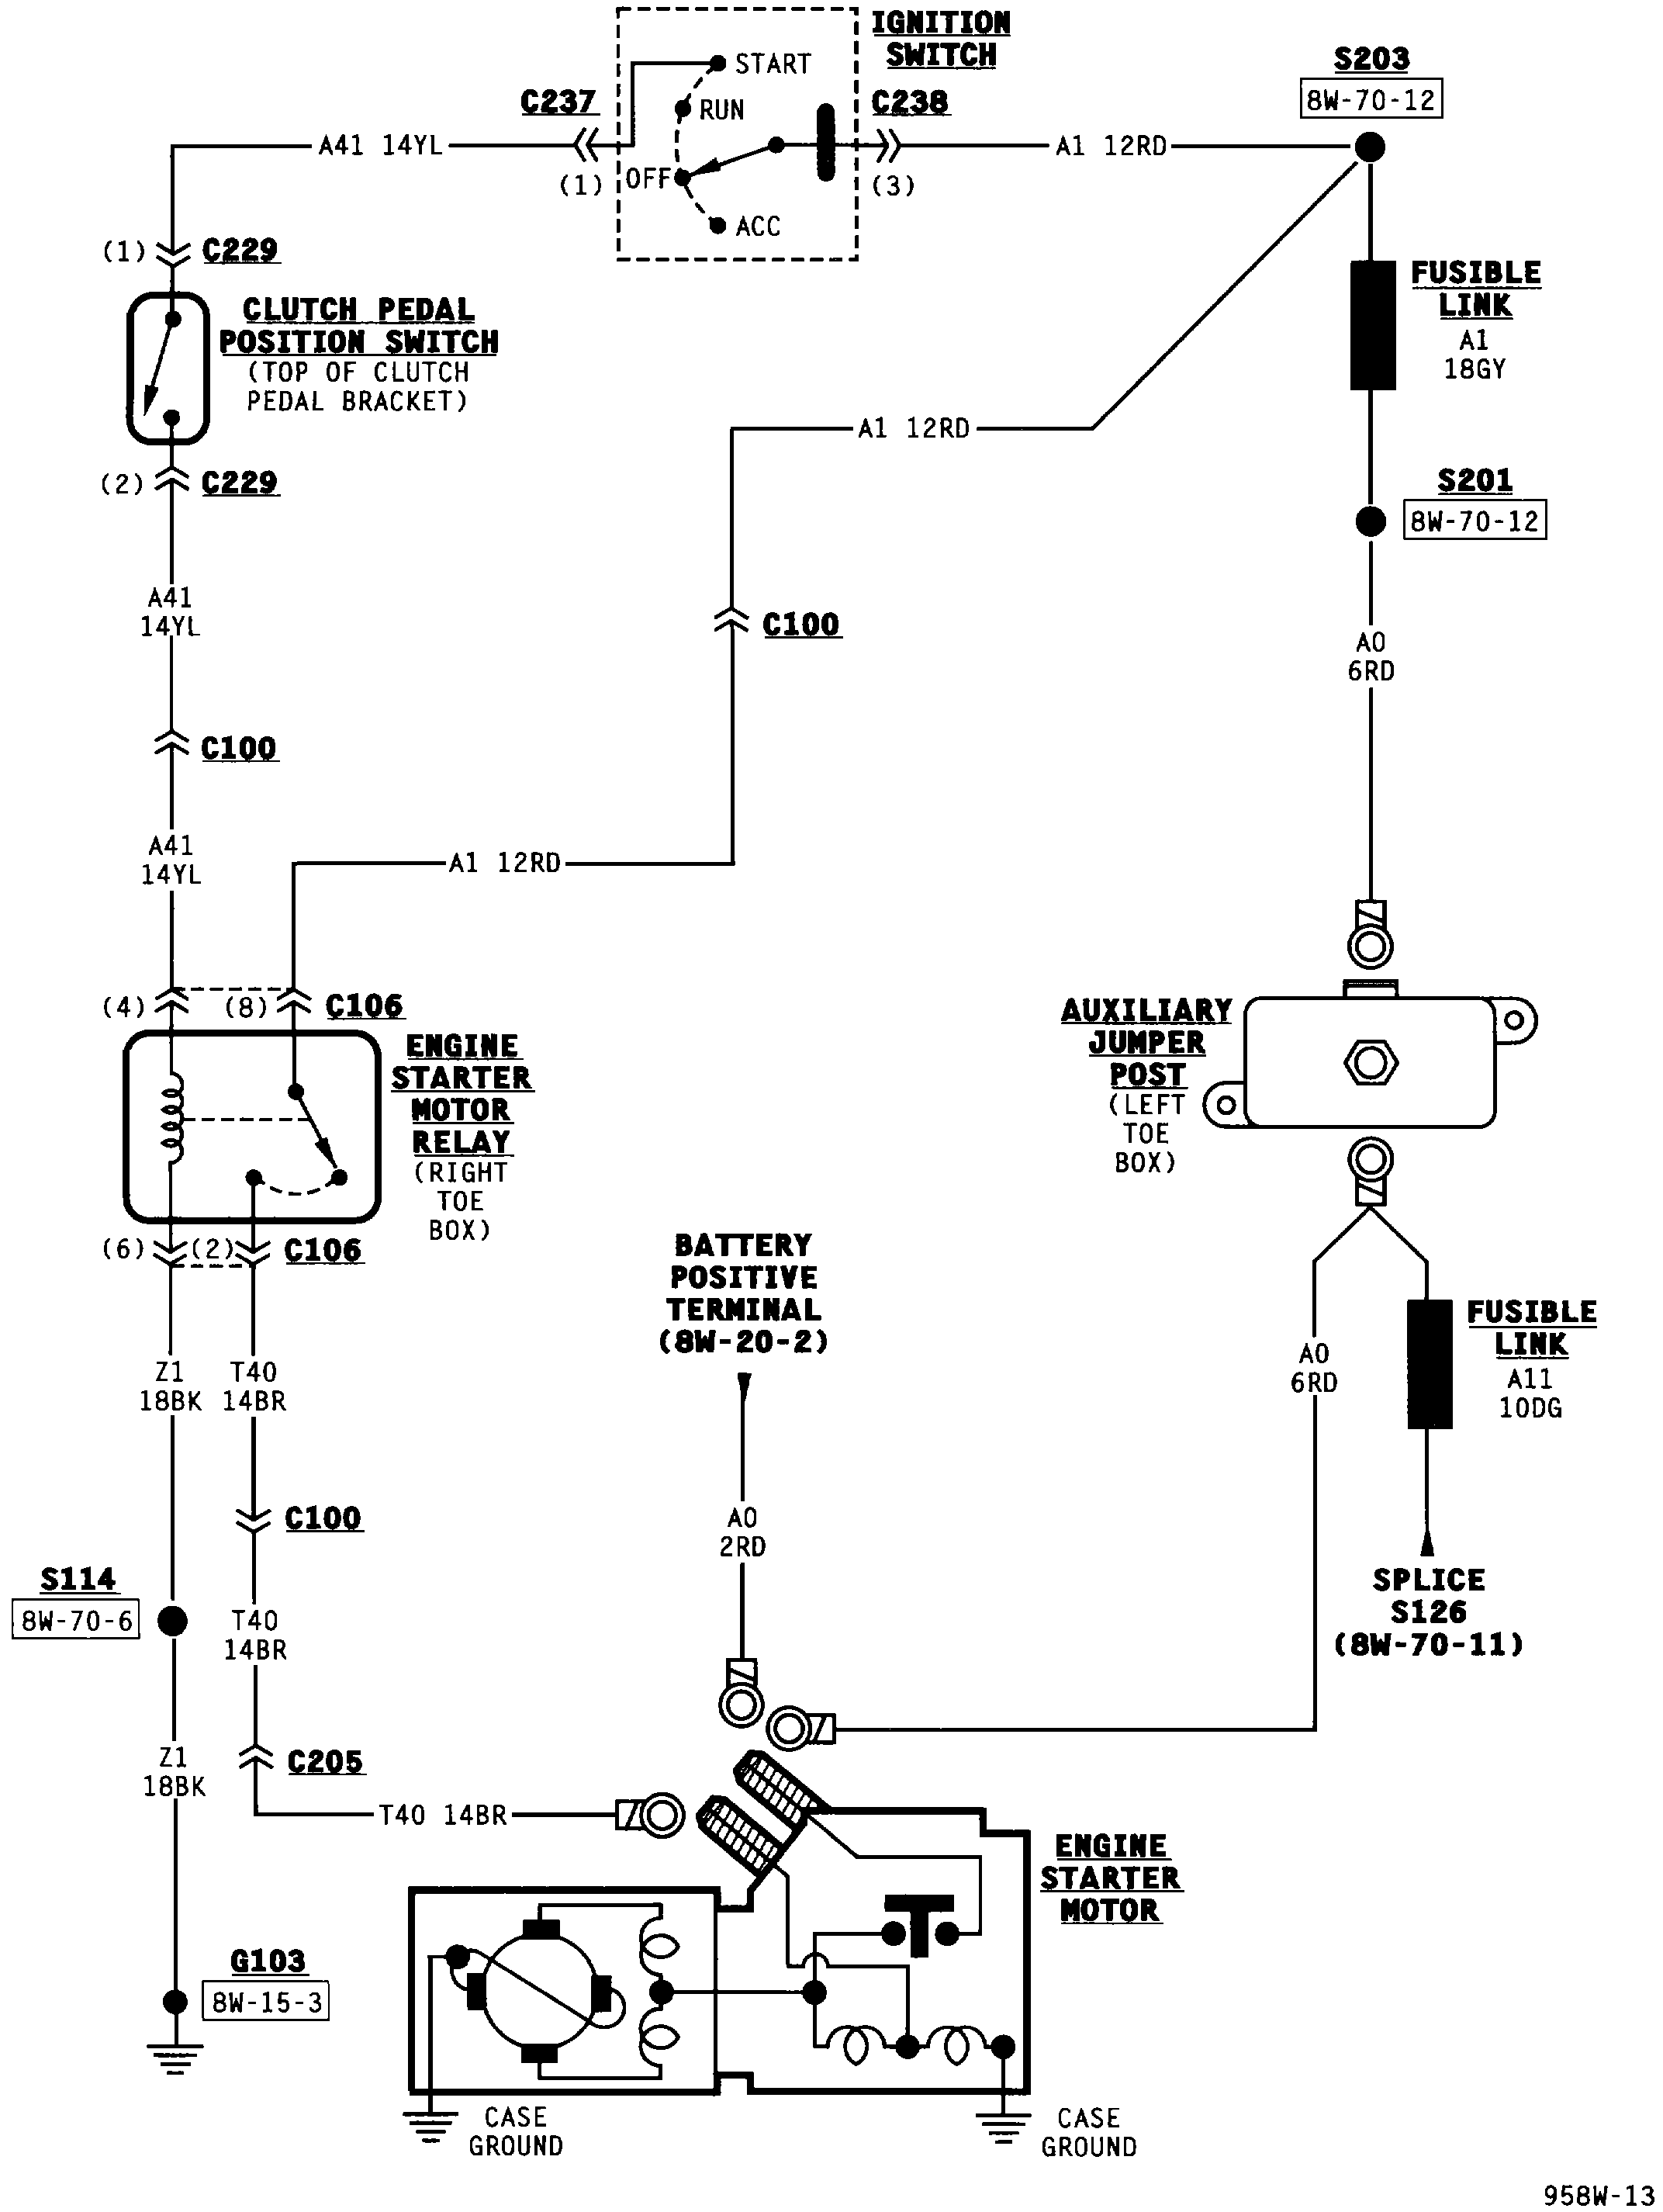 IGNITION
SWITCH
START
RUN
OFF
ACC
C237
(1)
C238
(3)
S203
8W-70-12
A41 14YL
A1 12RD
(1)
C229
CLUTCH PEDAL
POSITION SWITCH
(TOP OF CLUTCH
PEDAL BRACKET)
(2)
C229
FUSIBLE
LINK
A1
18GY
A1 12RD
S201
8W-70-12
A41
14YL
C100
A0
6RD
C100
A41
14YL
A1 12RD
(4)
(8)
C106
ENGINE
STARTER
MOTOR
RELAY
(RIGHT
TOE
BOX)
AUXILIARY
JUMPER
POST
(LEFT
TOE
BOX)
(6)
(2)
C106
BATTERY
POSITIVE
TERMINAL
(8W-20-2)
FUSIBLE
LINK
A11
10DG
A0
6RD
Z1
18BK
T40
14BR
C100
A0
2RD
S114
8W-70-6
T40
14BR
SPLICE
S126
(8W-70-11)
Z1
18BK
C205
T40 14BR
ENGINE
STARTER
MOTOR
G103
8W-15-3
CASE
GROUND
CASE
GROUND
958W-13